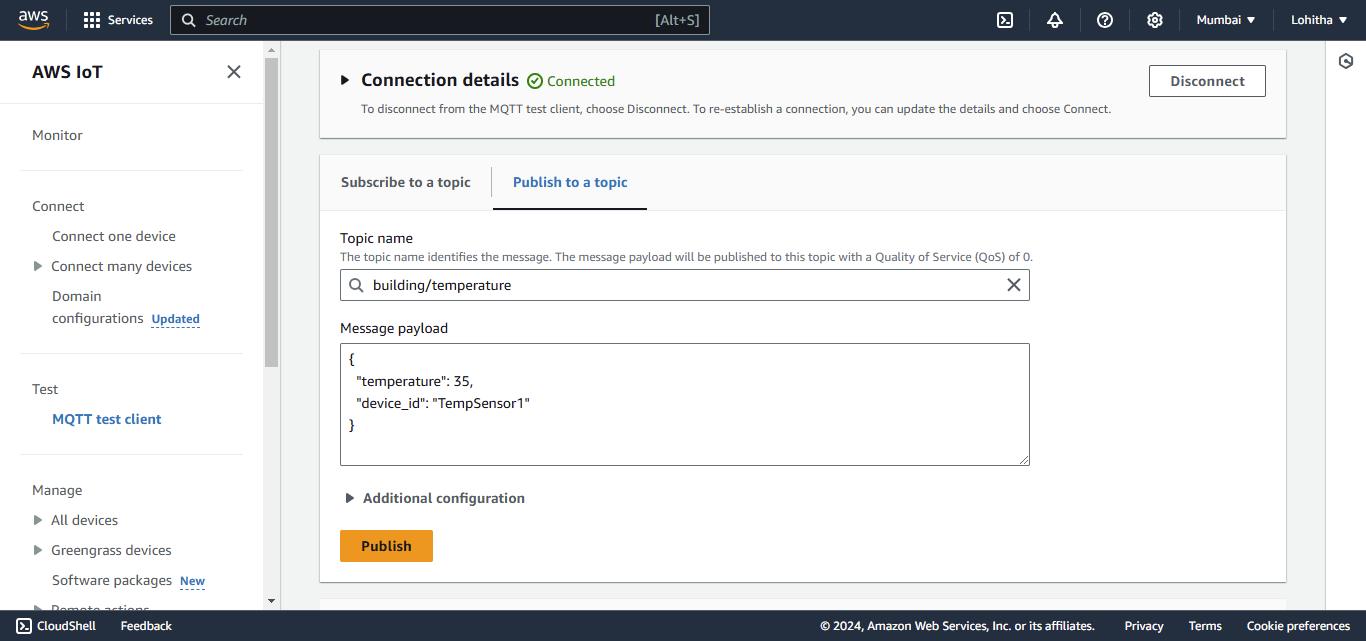 aws Services Search [Alt+S] Mumbai Lohitha
AWS IoT
Monitor
Connect
Connect one device
Connect many devices
Domain
configurations Updated
Test
MQTT test client
Manage
All devices
Greengrass devices
Software packages New
Remote actions
Connection details Connected
Disconnect
To disconnect from the MQTT test client, choose Disconnect. To re-establish a connection, you can update the details and choose Connect.
Subscribe to a topic Publish to a topic
Topic name
The topic name identifies the message. The message payload will be published to this topic with a Quality of Service (QoS) of 0.
building/temperature
Message payload
{
"temperature": 35,
"device_id": "TempSensor1"
}
Additional configuration
Publish
CloudShell Feedback © 2024, Amazon Web Services, Inc. or its affiliates. Privacy Terms Cookie preferences